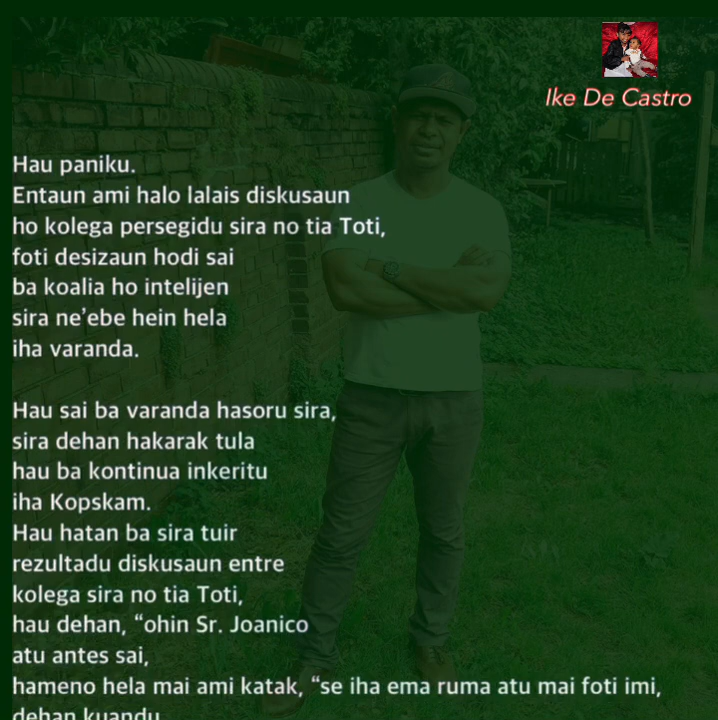 Ike De Castro
Hau paniku.
Entaun ami halo lalais diskusaun
ho kolega persegidu sira no tia Toti,
foti desizaun hodi sai
ba koalia ho intelijen
sira ne’ebe hein hela
iha varanda.
Hau sai ba varanda hasoru sira,
sira dehan hakarak tula
hau ba kontinua inkeritu
iha Kopskam.
Hau hatan ba sira tuir
rezultadu diskusaun entre
kolega sira no tia Toti,
hau dehan, “ohin Sr. Joanico
atu antes sai,
hameno hela mai ami katak, “se iha ema ruma atu mai foti imi,
dehan kuandu